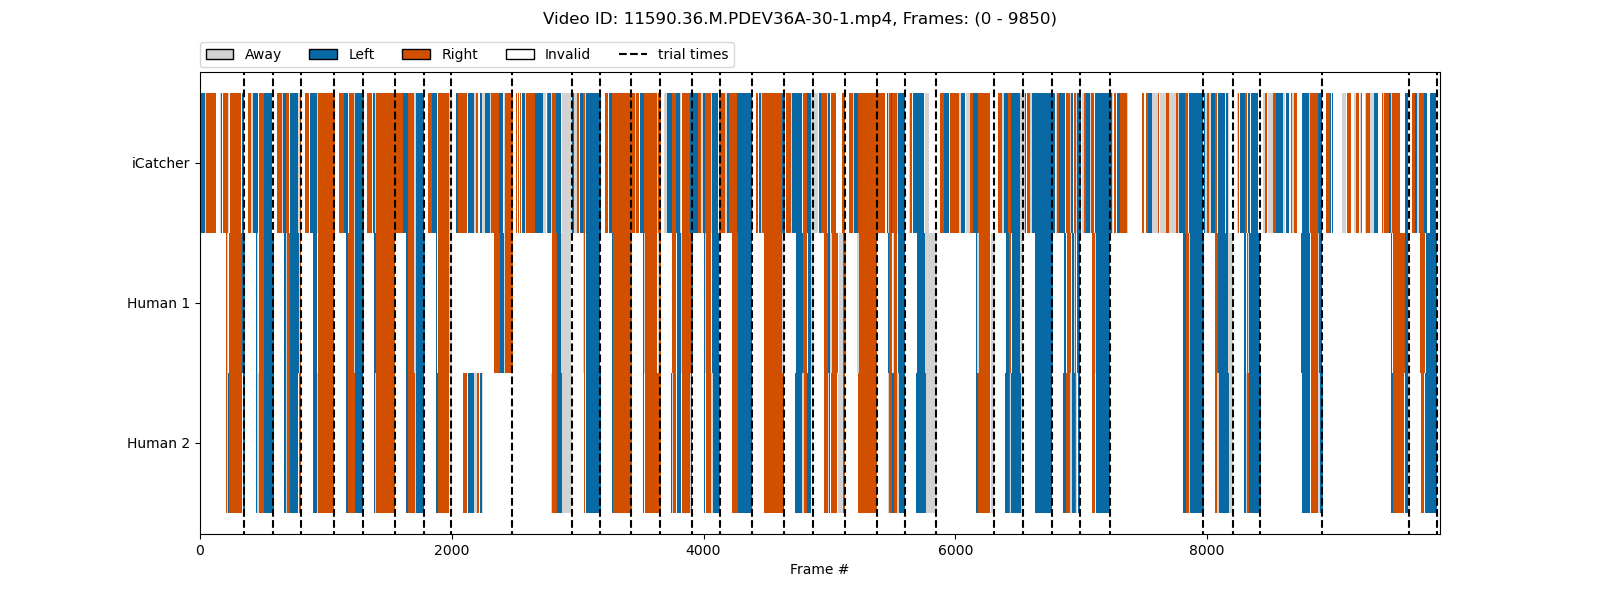 Video ID: 11590.36.M.PDEV36A-30-1.mp4, Frames: (0 - 9850)
Away Left Right Invalid trial times
iCatcher
Human 1
Human 2
0 2000 4000 6000 8000
Frame #